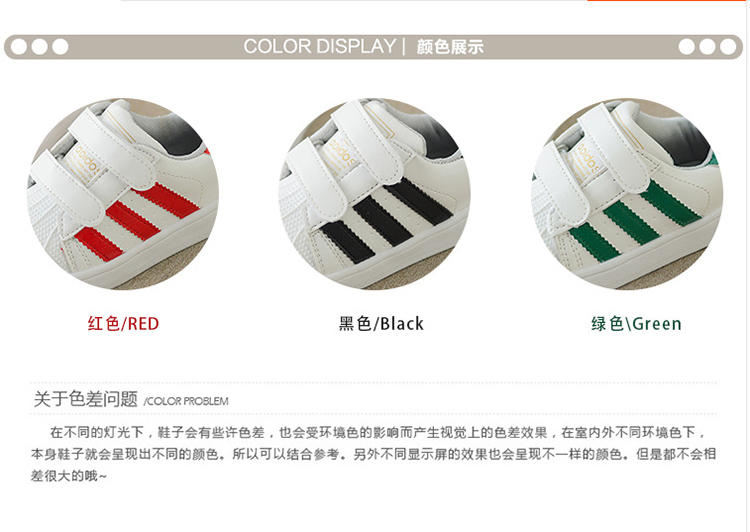 COLOR DISPLAY | 颜色展示
红色/RED
黑色/Black
绿色\Green
关于色差问题 /COLOR PROBLEM
在不同的灯光下，鞋子会有些许色差，也会受环境色的影响而产生视觉上的色差效果，在室内外不同环境色下，
本身鞋子就会呈现出不同的颜色。所以可以结合参考。另外不同显示屏的效果也会呈现不一样的颜色。但是都不会相
差很大的哦~